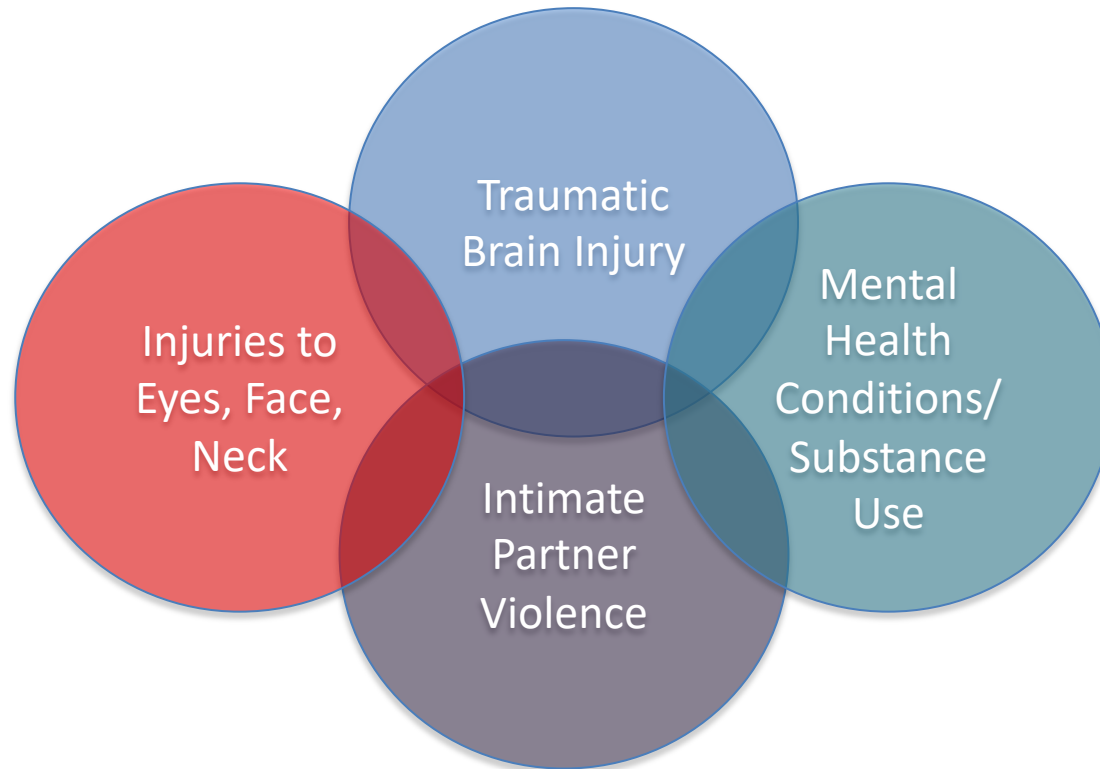 Traumatic
Brain Injury
Injuries to
Eyes, Face,
Neck
Mental
Health
Conditions/
Substance
Use
Intimate
Partner
Violence